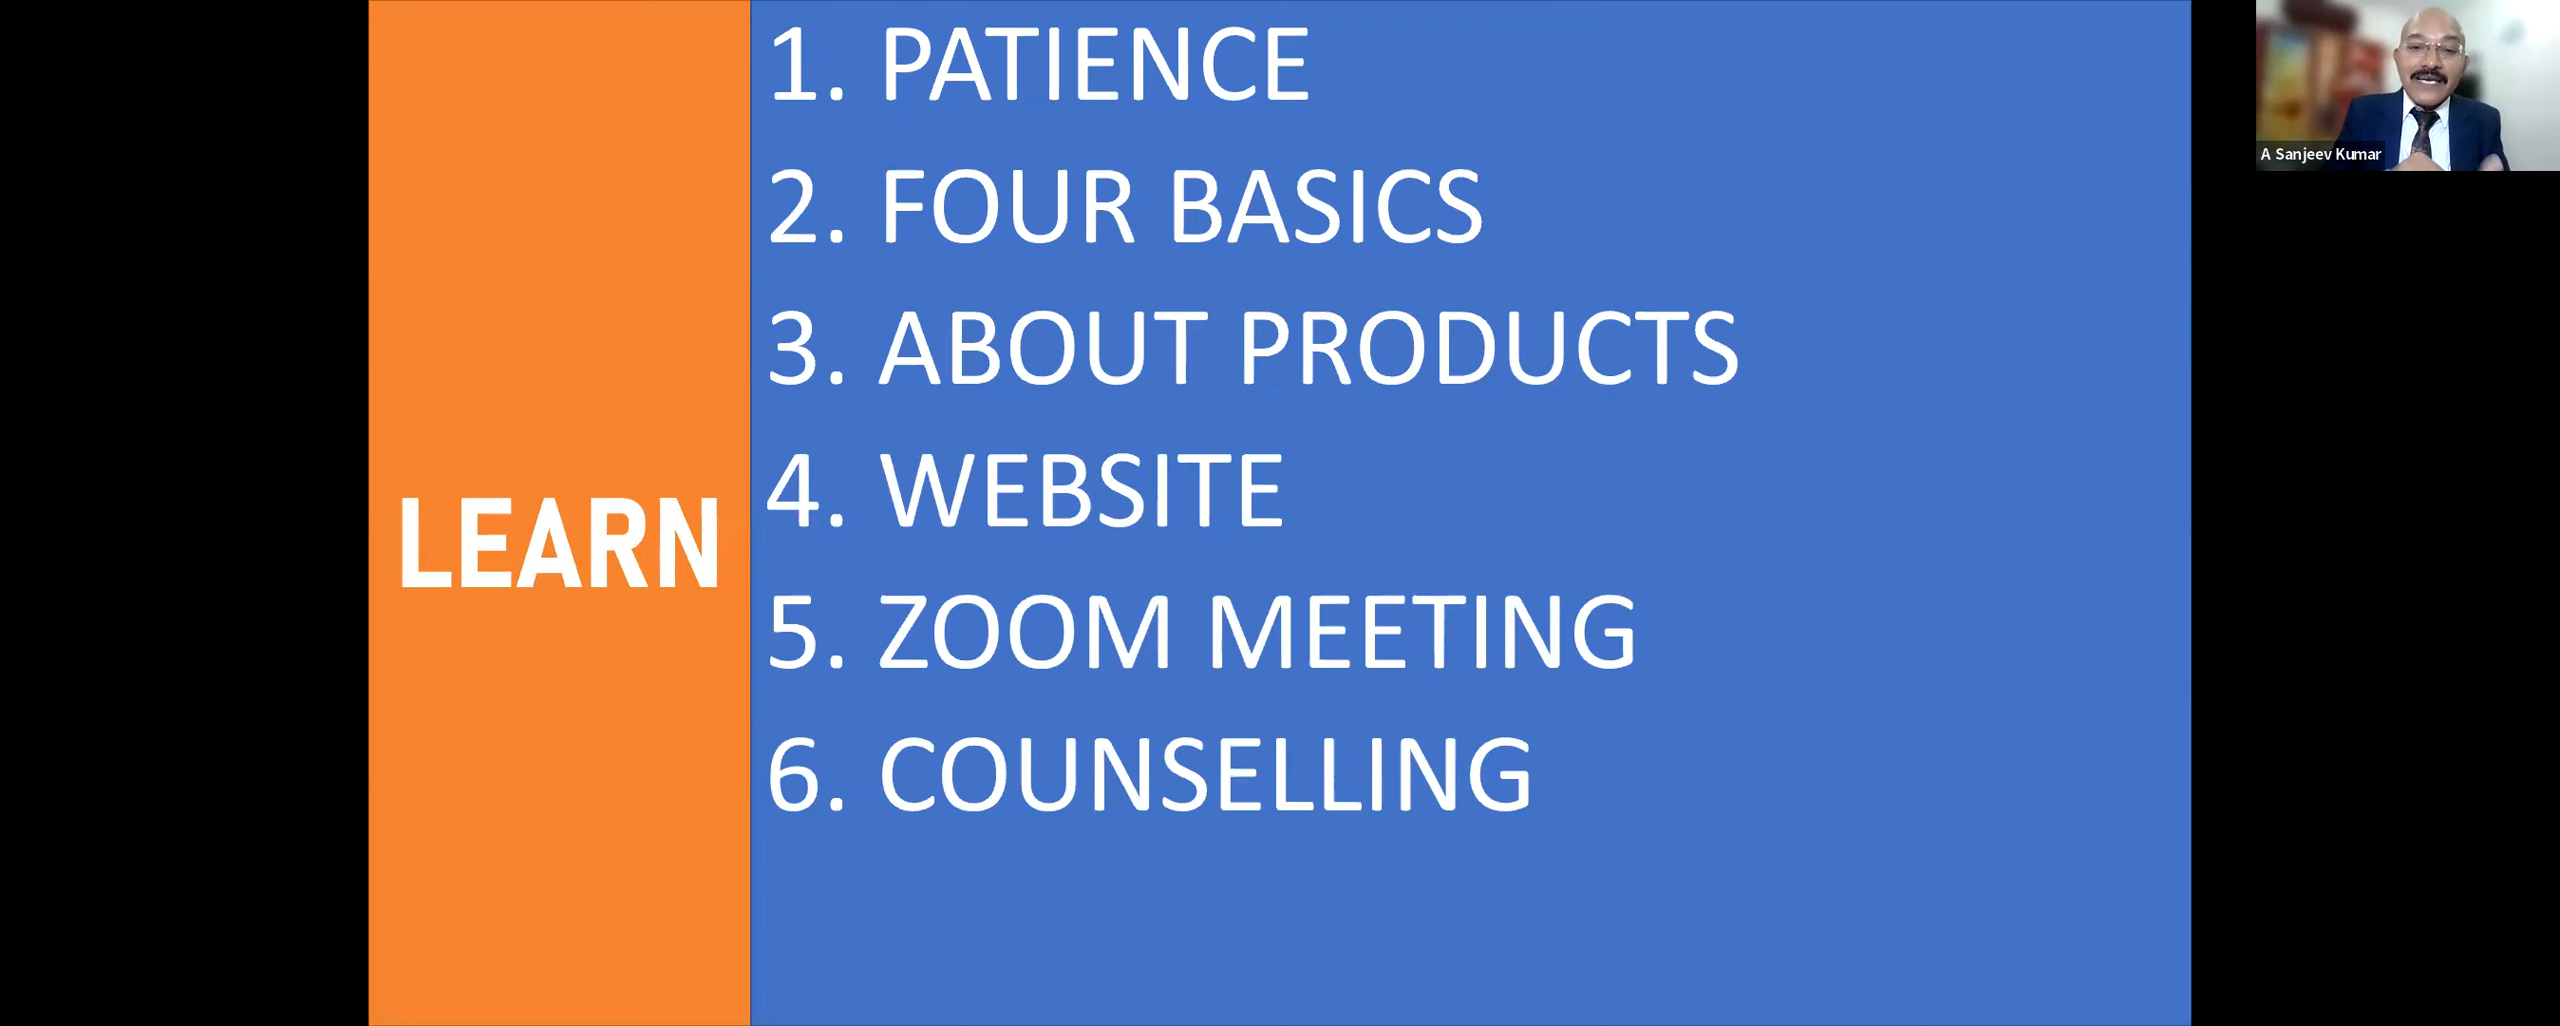 LEARN
1. PATIENCE
2. FOUR BASICS
3. ABOUT PRODUCTS
4. WEBSITE
5. ZOOM MEETING
6. COUNSELLING
A Sanjeev Kumar